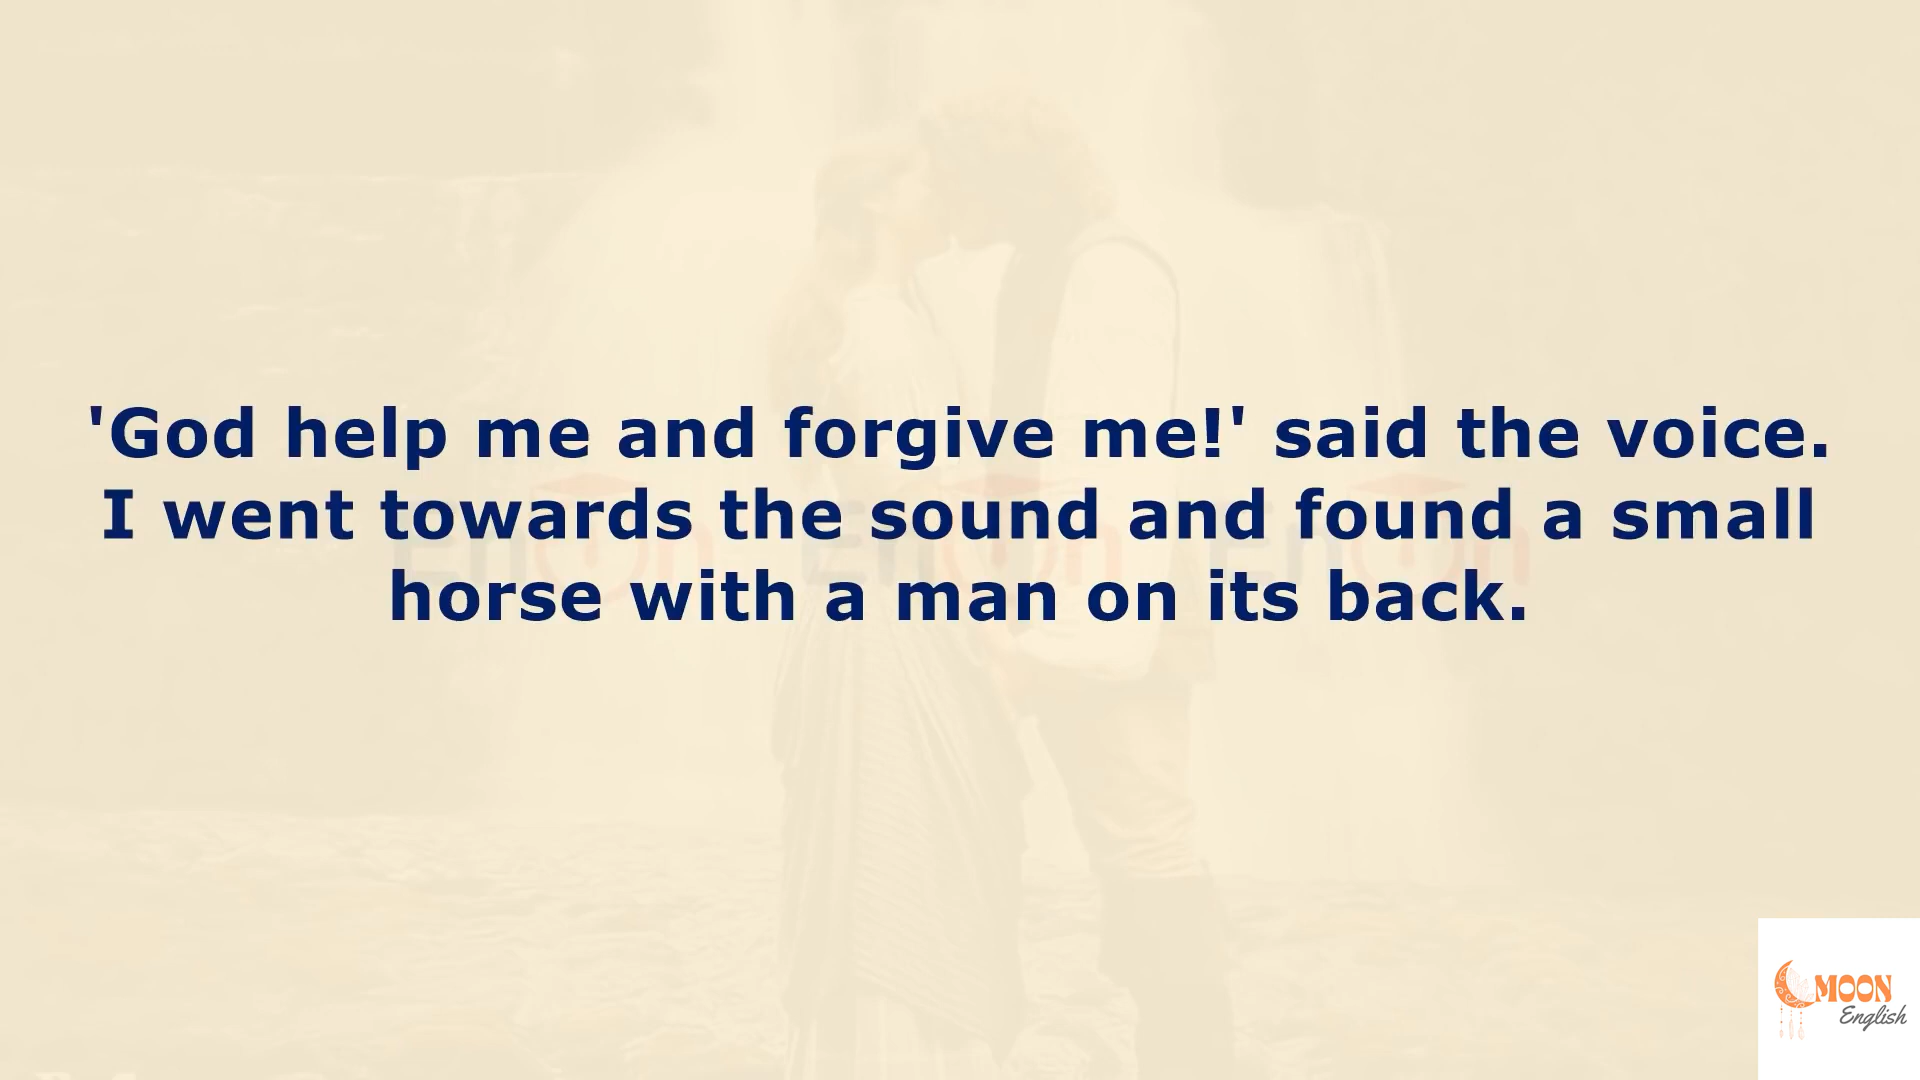 'God help me and forgive me!' said the voice.
I went towards the sound and found a small
horse with a man on its back.
MOON
English